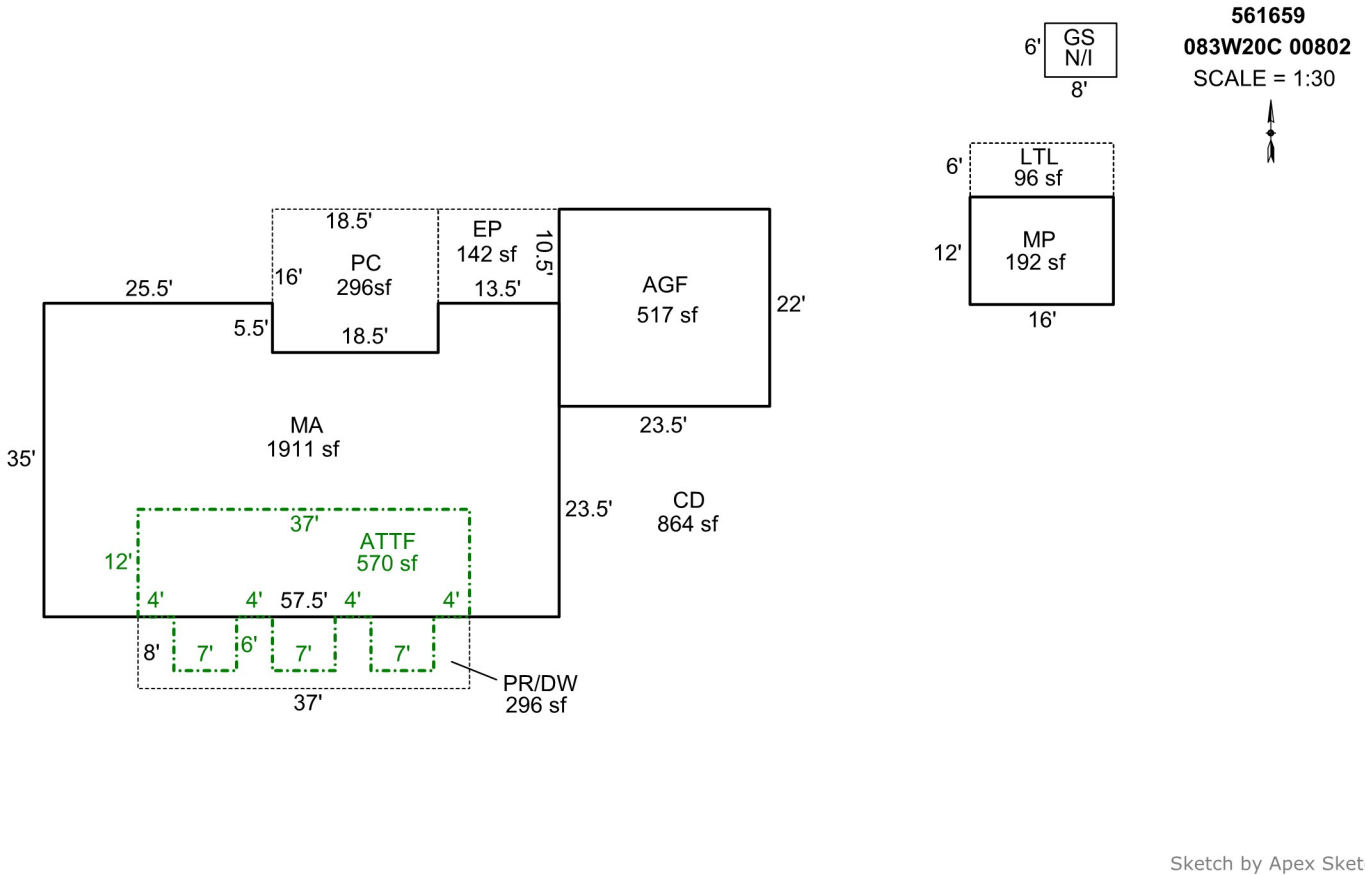 561659
083W20C 00802
SCALE = 1:30
GS
N/I
6'
8'
LTL
96 sf
6'
MP
192 sf
12'
16'
18.5'
PC
296sf
16'
EP
142 sf
10.5'
13.5'
25.5'
5.5'
18.5'
AGF
517 sf
22'
23.5'
MA
1911 sf
35'
23.5'
CD
864 sf
37'
ATTF
570 sf
12'
4'
4'
57.5'
4'
4'
8'
7'
6'
7'
7'
PR/DW
296 sf
37'
Sketch by Apex Sket